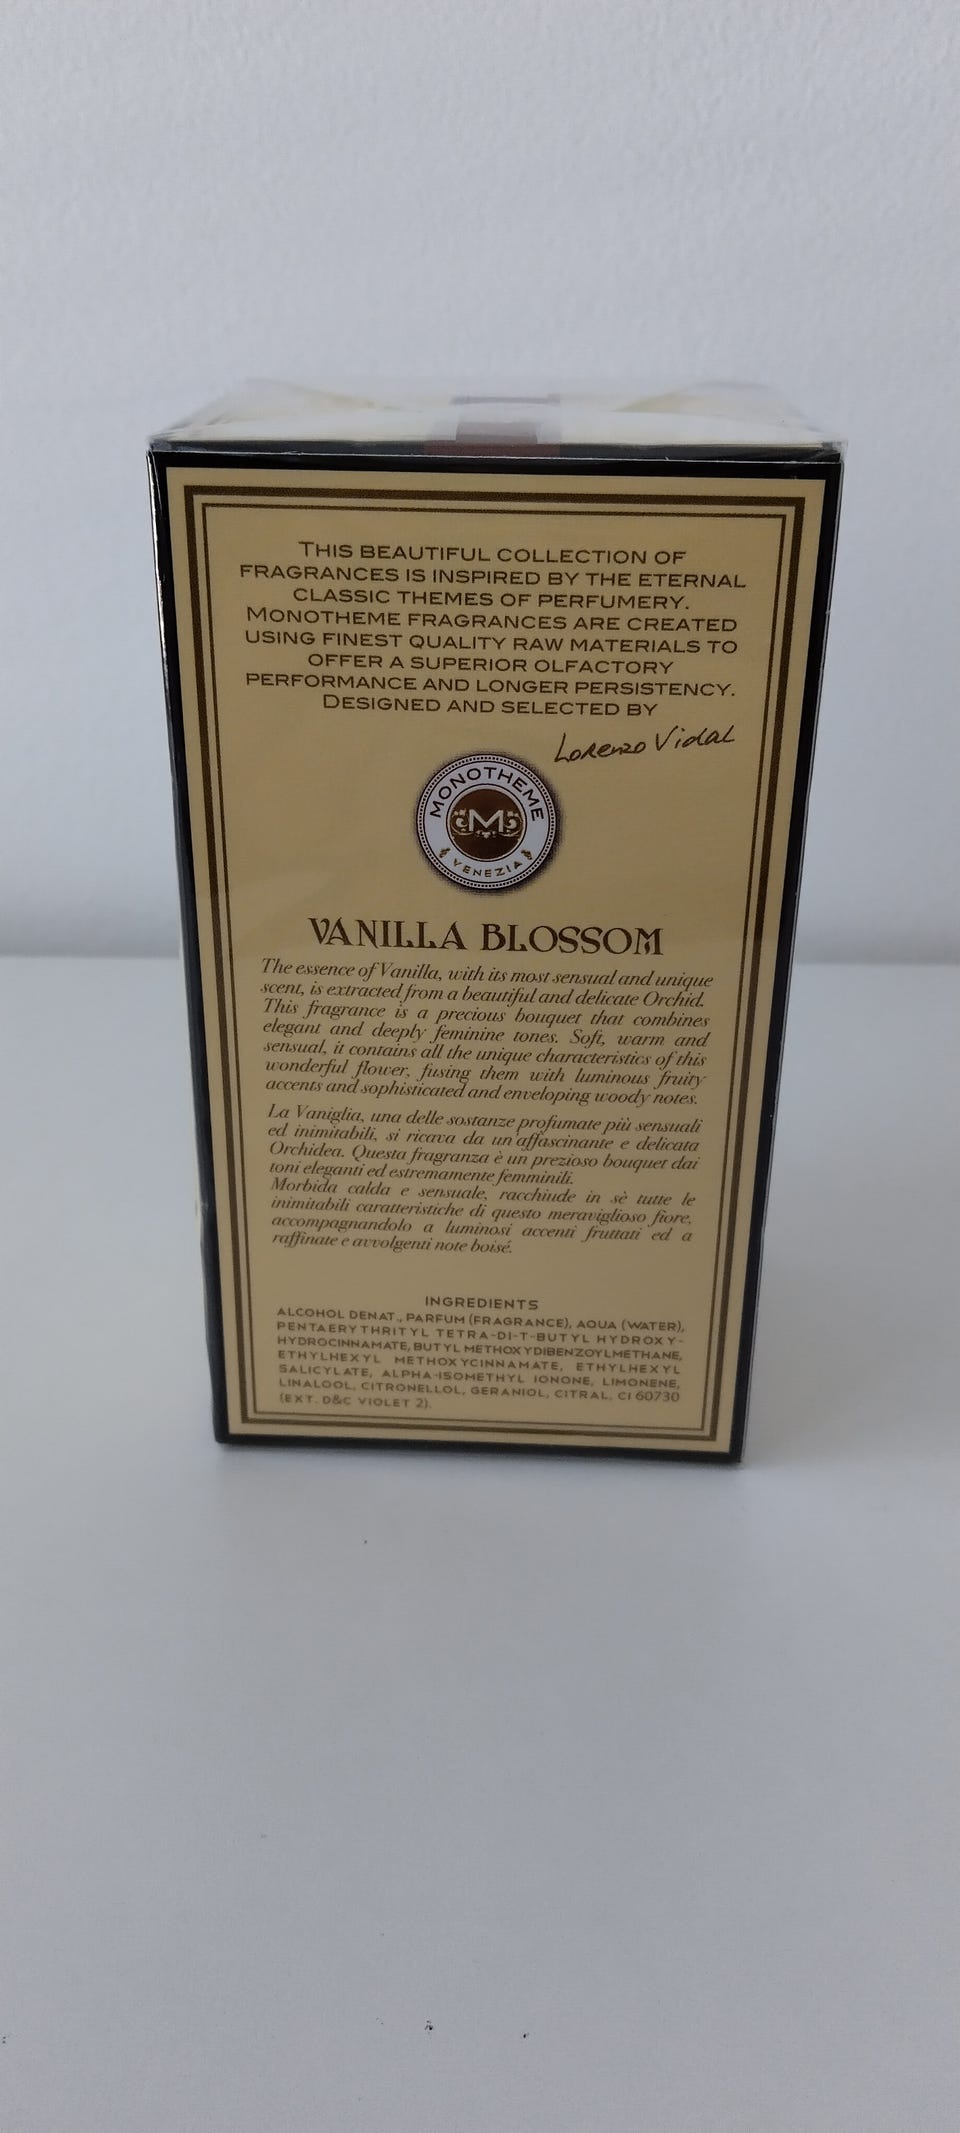 THIS BEAUTIFUL COLLECTION OF
FRAGRANCES IS INSPIRED BY THE ETERNAL
CLASSIC THEMES OF PERFUMERY.
MONOTHEME FRAGRANCES ARE CREATED
USING FINEST QUALITY RAW MATERIALS TO
OFFER A SUPERIOR OLFACTORY
PERFORMANCE AND LONGER PERSISTENCY.
DESIGNED AND SELECTED BY
Lorenzo Vidal
MONOTHEME
M
VENEZIA
VANILLA BLOSSOM
The essence of Vanilla, with its most sensual and unique
scent, is extracted from a beautiful and delicate Orchid.
This fragrance is a precious bouquet that combines
elegant and deeply feminine tones. Soft, warm and
sensual, it contains all the unique characteristics of this
wonderful flower, fusing them with luminous fruity
accents and sophisticated and enveloping woody notes.
La Vaniglia, una delle sostanze profumate più sensuali
ed inimitabili, si ricava da un'affascinante e delicata
Orchidea. Questa fragranza è un prezioso bouquet dai
toni eleganti ed estremamente femminili.
Morbida calda e sensuale, racchiude in sè tutte le
inimitabili caratteristiche di questo meraviglioso fiore,
accompagnandolo a luminosi accenti fruttati ed a
raffinate e avvolgenti note boisé.
INGREDIENTS
ALCOHOL DENAT., PARFUM (FRAGRANCE), AQUA (WATER),
PENTAERYTHRITYL TETRA-DI-T-BUTYL HYDROXY-
HYDROCINNAMATE, BUTYL METHOXYDIBENZOYLMETHANE,
ETHYLHEXYL METHOXYCINNAMATE, ETHYLHEXYL
SALICYLATE, ALPHA-ISOMETHYL IONONE, LIMONENE,
LINALOOL, CITRONELLOL, GERANIOL, CITRAL, CI 60730
(EXT. D&C VIOLET 2).